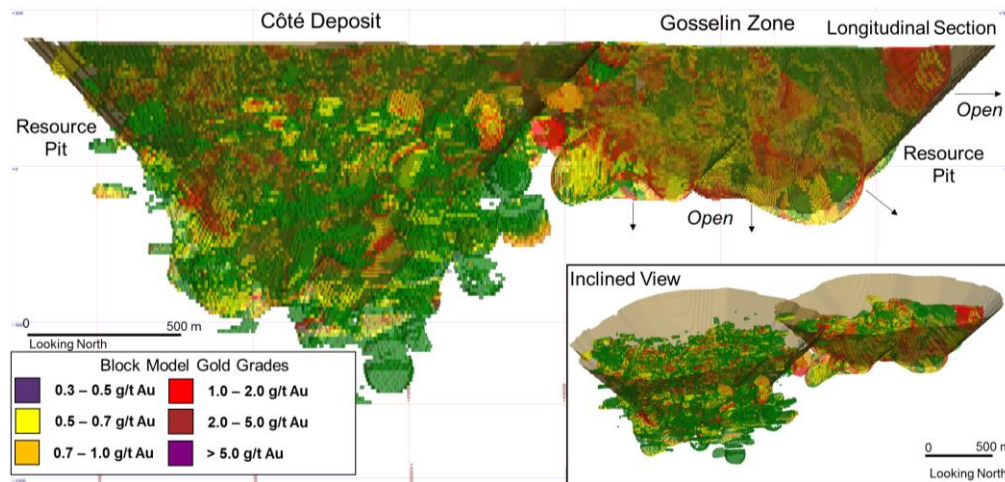 Côté Deposit
Gosselin Zone
Longitudinal Section
Open
Resource
Pit
Resource
Pit
Open
0 500 m
Looking North
Block Model Gold Grades
0.3 – 0.5 g/t Au
1.0 – 2.0 g/t Au
0.5 – 0.7 g/t Au
2.0 – 5.0 g/t Au
0.7 – 1.0 g/t Au
> 5.0 g/t Au
Inclined View
0 500 m
Looking North